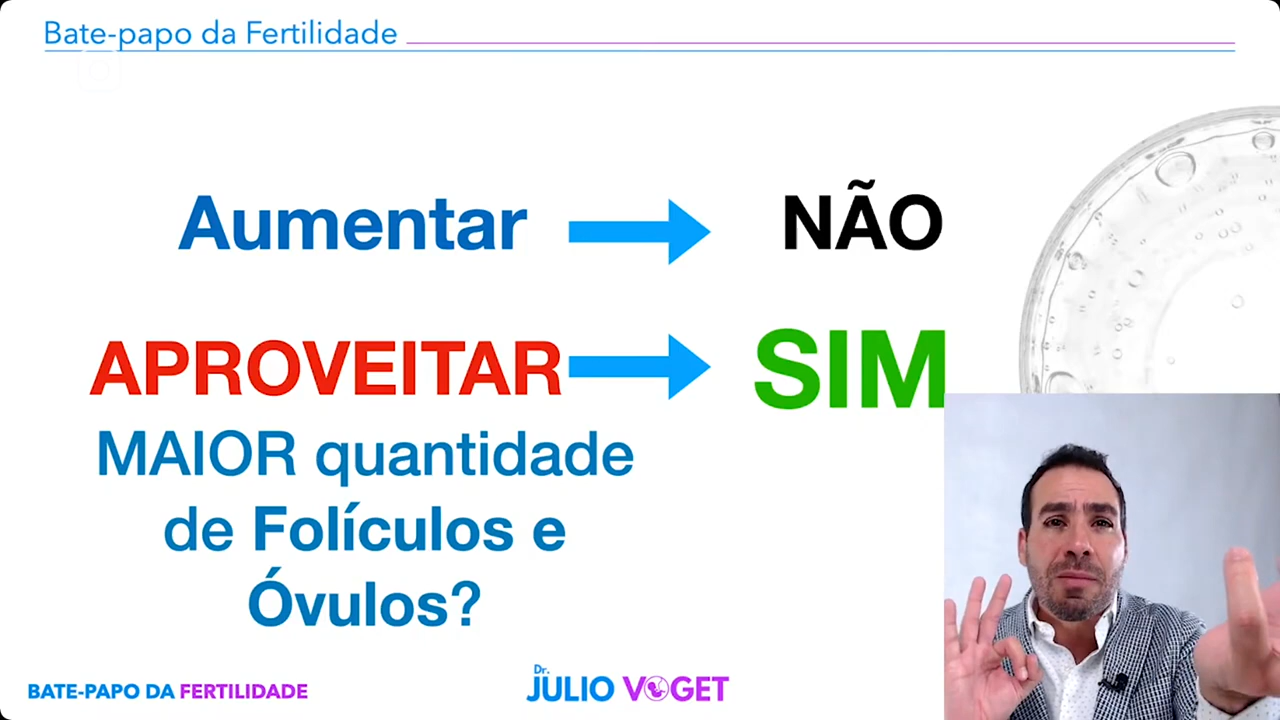 Bate-papo da Fertilidade
Aumentar NÃO
APROVEITAR SIM
MAIOR quantidade
de Folículos e
Óvulos?
BATE-PAPO DA FERTILIDADE
Dr.
JULIO VOGET